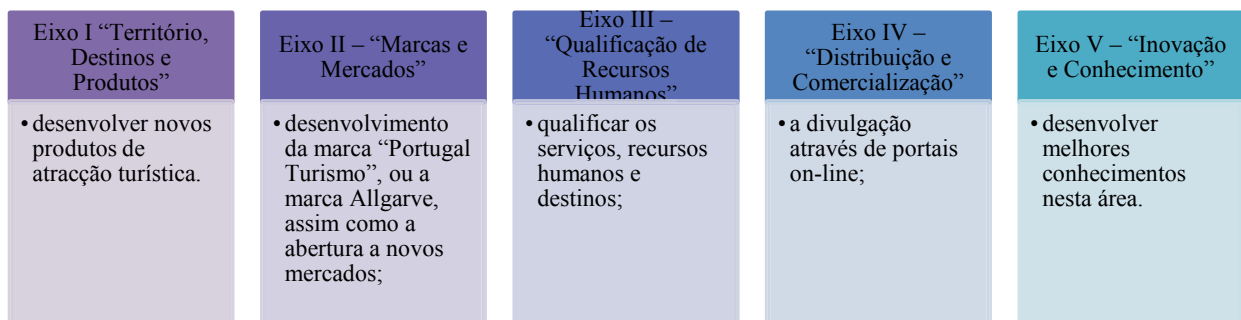 Eixo I “Território,
Destinos e
Produtos”
• desenvolver novos
produtos de
atracção turística.
Eixo II – “Marcas e
Mercados”
• desenvolvimento
da marca “Portugal
Turismo”, ou a
marca Allgarve,
assim como a
abertura a novos
mercados;
Eixo III –
“Qualificação de
Recursos
Humanos”
• qualificar os
serviços, recursos
humanos e
destinos;
Eixo IV –
“Distribuição e
Comercialização”
• a divulgação
através de portais
on-line;
Eixo V – “Inovação
e Conhecimento”
• desenvolver
melhores
conhecimentos
nesta área.